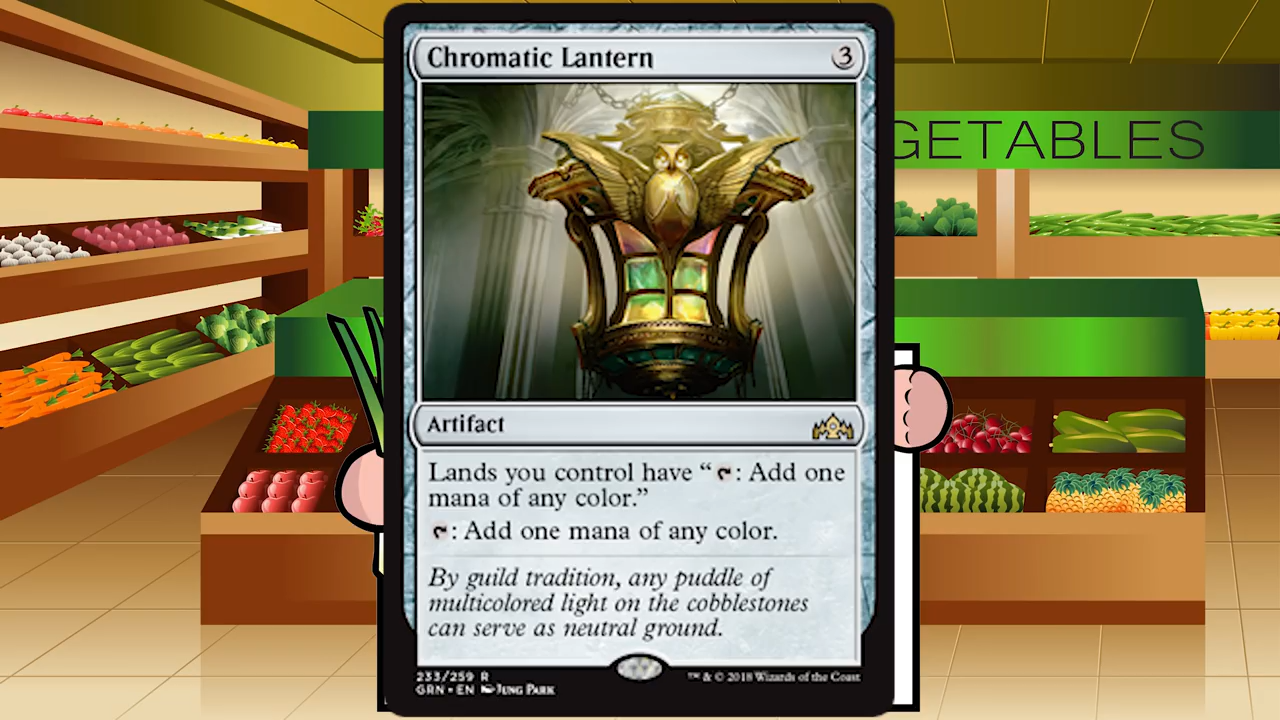 Chromatic Lantern 3
GETABLES
Artifact
Lands you control have “: Add one
mana of any color.”
: Add one mana of any color.
By guild tradition, any puddle of
multicolored light on the cobblestones
can serve as neutral ground.
233/259 R
GRN • EN Jung Park
™ & © 2018 Wizards of the Coast